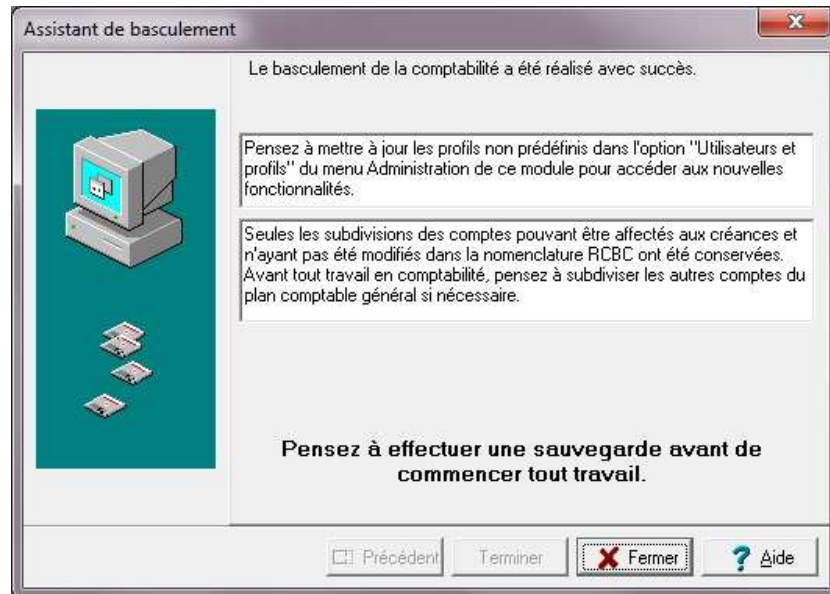 Assistant de basculement
Le basculement de la comptabilité a été réalisé avec succès.
Pensez à mettre à jour les profils non prédéfinis dans l'option "Utilisateurs et
profils" du menu Administration de ce module pour accéder aux nouvelles
fonctionnalités.
Seules les subdivisions des comptes pouvant être affectés aux créances et
n'ayant pas été modifiés dans la nomenclature RCBC ont été conservées.
Avant tout travail en comptabilité, pensez à subdiviser les autres comptes du
plan comptable général si nécessaire.
Pensez à effectuer une sauvegarde avant de
commencer tout travail.
Précédent Terminer Fermer ? Aide